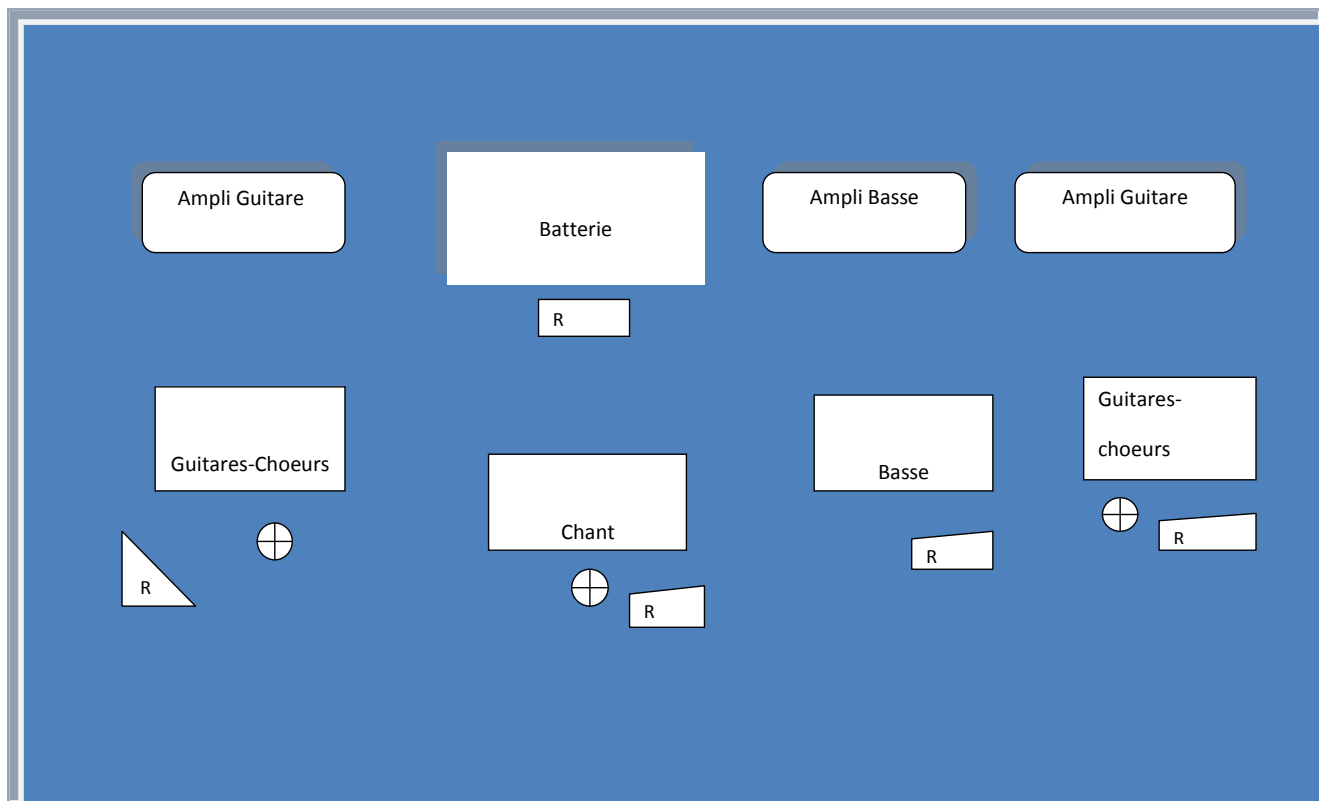 Ampli Guitare
Batterie
Ampli Basse
Ampli Guitare
R
Guitares-Choeurs
Chant
Basse
Guitares-
choeurs
R
R
R
R